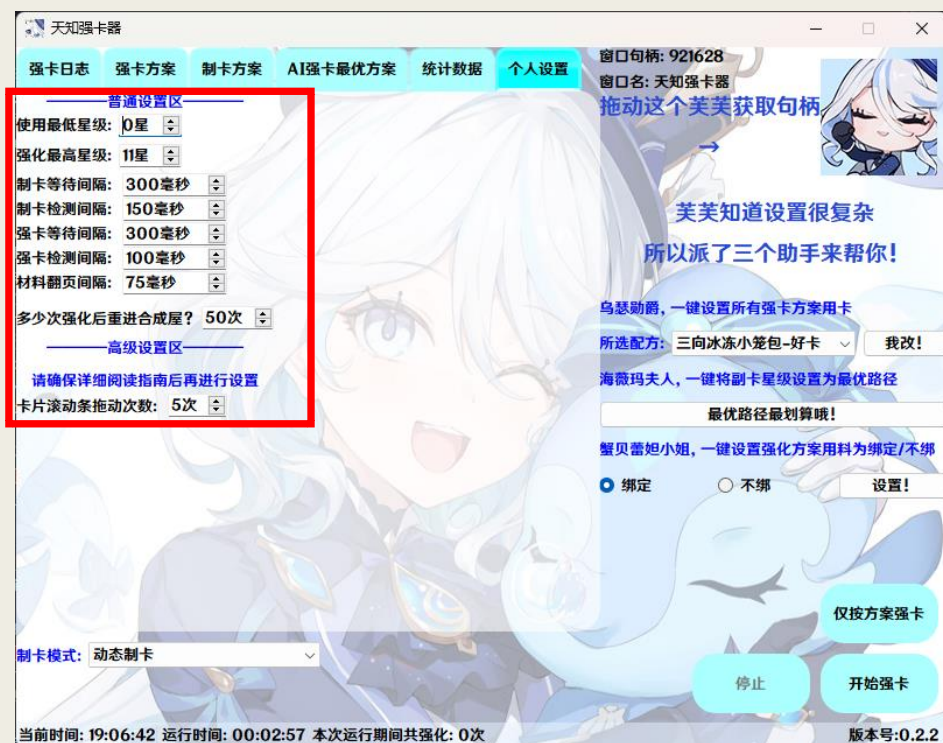 天知强卡器
强卡日志 强卡方案 制卡方案 AI强卡最优方案 统计数据 个人设置
普通设置区
使用最低星级: 0星
强化最高星级: 11星
制卡等待间隔: 300毫秒
制卡检测间隔: 150毫秒
强卡等待间隔: 300毫秒
强卡检测间隔: 100毫秒
材料翻页间隔: 75毫秒
多少次强化后重进合成屋? 50次
高级设置区
请确保详细阅读指南后再进行设置
卡片滚动条拖动次数: 5次
制卡模式: 动态制卡
窗口句柄: 921628
窗口名: 天知强卡器
拖动这个芙芙获取句柄
→
芙芙知道设置很复杂
所以派了三个助手来帮你!
乌瑟勋爵, 一键设置所有强卡方案用卡
所选配方: 三向冰冻小笼包-好卡 我改!
海薇玛夫人, 一键将副卡星级设置为最优路径
最优路径最划算哦!
蟹贝蕾妲小姐, 一键设置强化方案用料为绑定/不绑
绑定 不绑 设置!
仅按方案强卡
停止 开始强卡
当前时间: 19:06:42 运行时间: 00:02:57 本次运行期间共强化: 0次 版本号:0.2.2